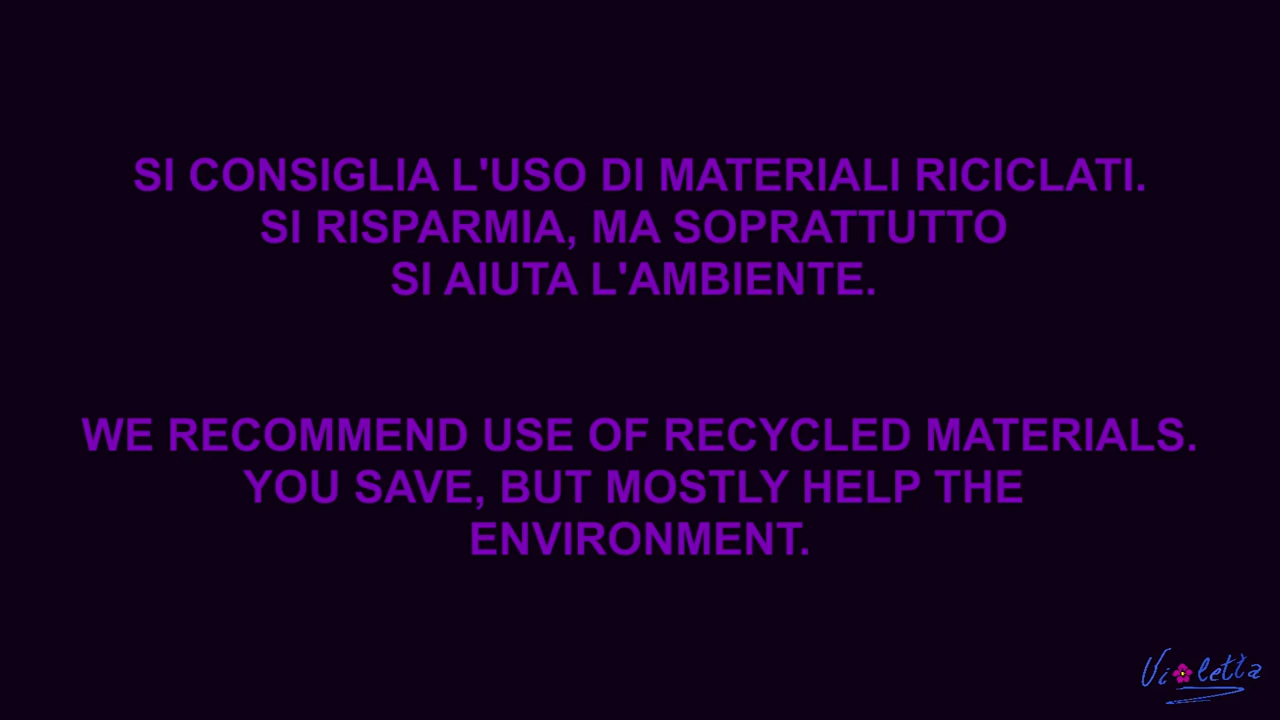 SI CONSIGLIA L'USO DI MATERIALI RICICLATI.
SI RISPARMIA, MA SOPRATTUTTO
SI AIUTA L'AMBIENTE.
WE RECOMMEND USE OF RECYCLED MATERIALS.
YOU SAVE, BUT MOSTLY HELP THE
ENVIRONMENT.
Violetta